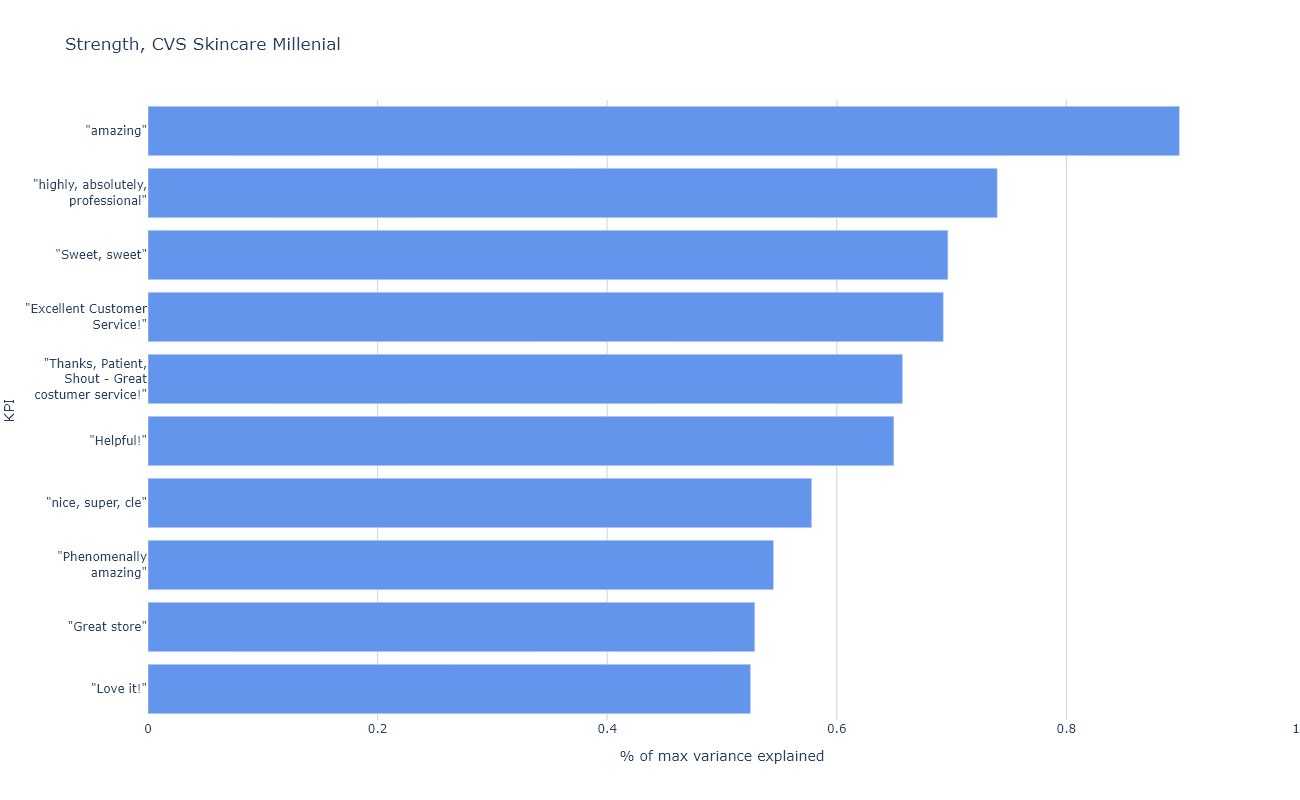 Strength, CVS Skincare Millenial
"amazing"
"highly, absolutely,
professional"
"Sweet, sweet"
"Excellent Customer
Service!"
"Thanks, Patient,
Shout - Great
costumer service!"
"Helpful!"
"nice, super, cle"
"Phenomenally
amazing"
"Great store"
"Love it!"
KPI
0 0.2 0.4 0.6 0.8 1
% of max variance explained